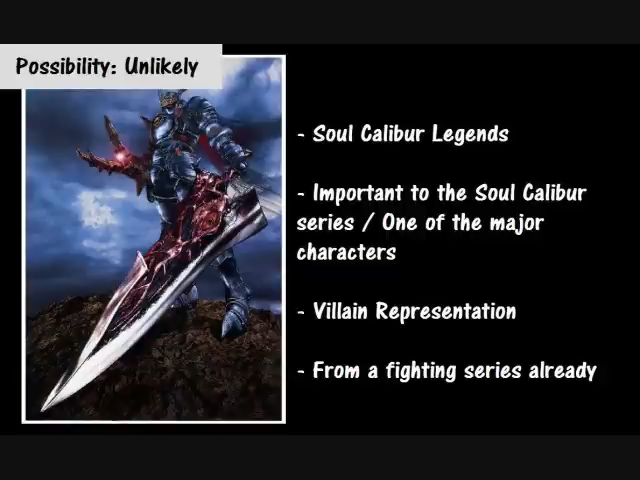 Possibility: Unlikely
- Soul Calibur Legends
- Important to the Soul Calibur
series / One of the major
characters
- Villain Representation
- From a fighting series already